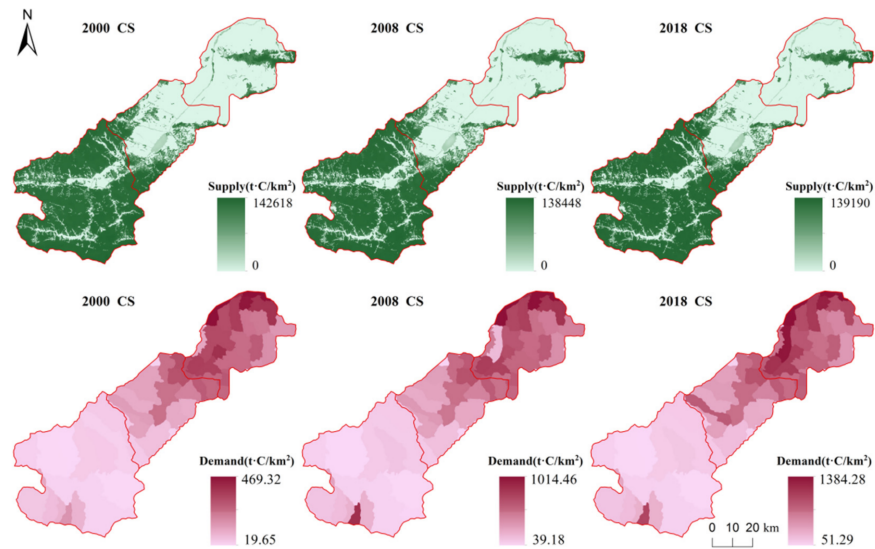 N
2000 CS
2008 CS
2018 CS
Supply(t·C/km²)
142618
0
Supply(t·C/km²)
138448
0
Supply(t·C/km²)
139190
0
2000 CS
2008 CS
2018 CS
Demand(t·C/km²)
469.32
19.65
Demand(t·C/km²)
1014.46
39.18
Demand(t·C/km²)
1384.28
51.29
0 10 20 km